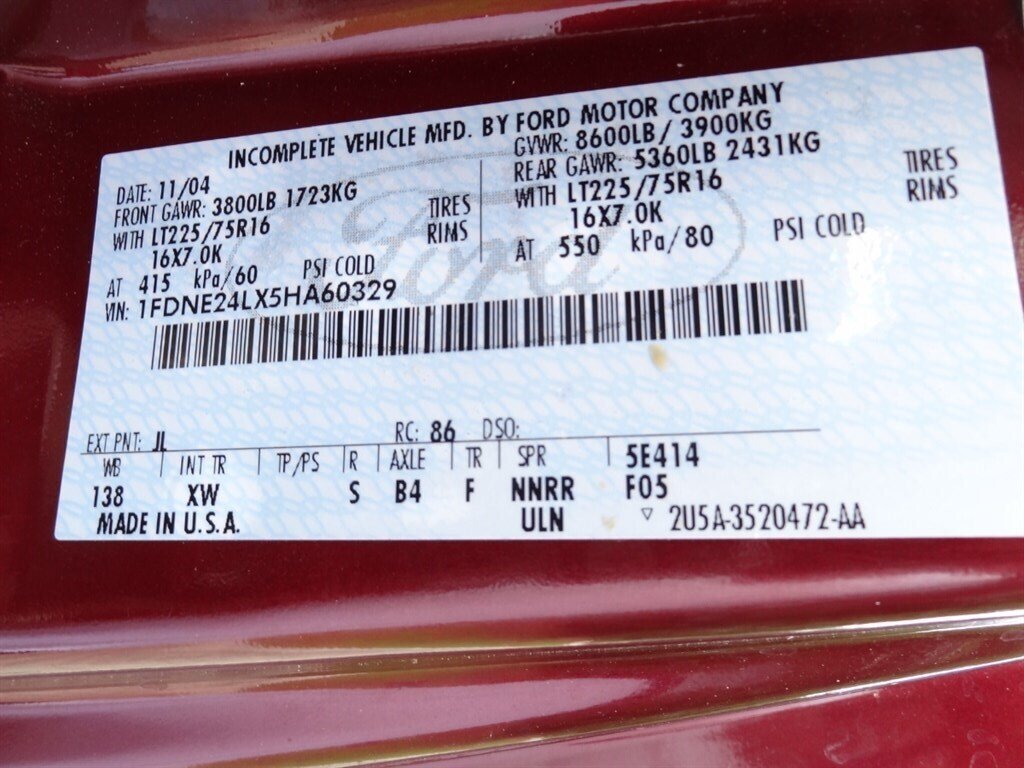 INCOMPLETE VEHICLE MFD. BY FORD MOTOR COMPANY
DATE: 11/04
FRONT GAWR: 3800LB 1723KG
WITH LT225/75R16 TIRES
16X7.0K RIMS
AT 415 kPa/60 PSI COLD
GVWR: 8600LB/ 3900KG
REAR GAWR: 5360LB 2431KG
WITH LT225/75R16 TIRES
16X7.0K RIMS
AT 550 kPa/80 PSI COLD
VIN: 1FDNE24LX5HA60329
Ford
EXT PNT: JL RC: 86 DSO:
WB INT TR TP/PS R AXLE TR SPR 5E414
138 XW S B4 F NNRR F05
MADE IN U.S.A. ULN ▽ 2U5A-3520472-AA